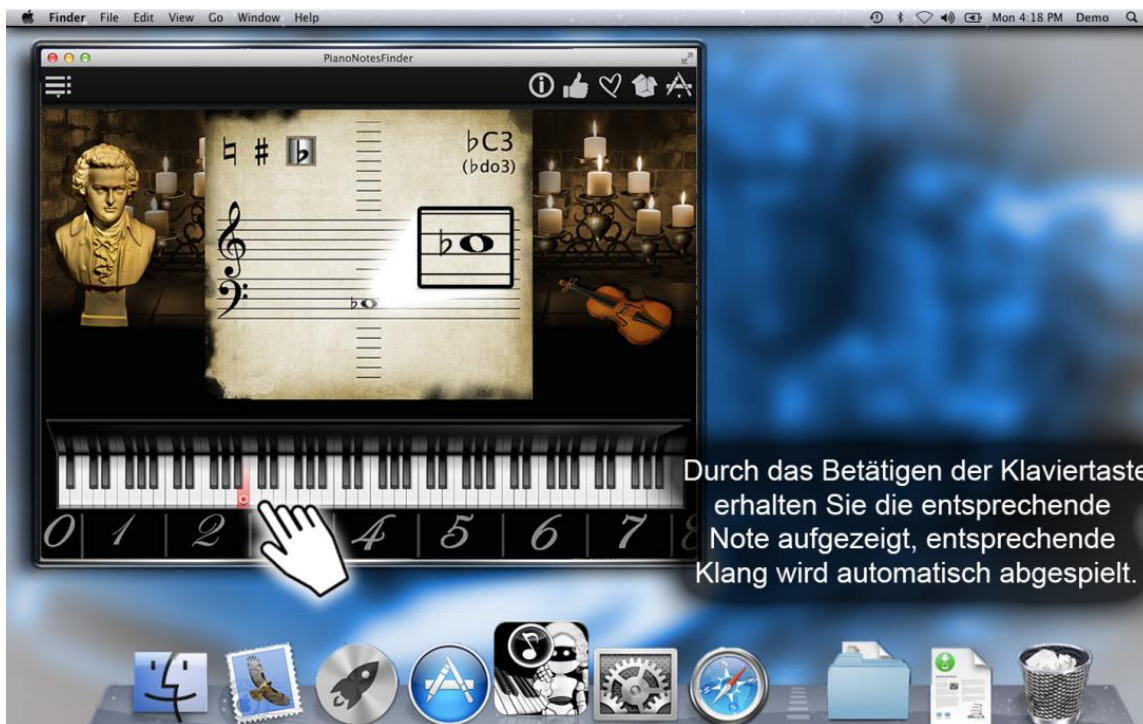 Finder File Edit View Go Window Help
Mon 4:18 PM Demo
PianoNotesFinder
♮ # ♭
♭C3
(♭do3)
0 1 2 4 5 6 7 8
Durch das Betätigen der Klaviertaste
erhalten Sie die entsprechende
Note aufgezeigt, entsprechende
Klang wird automatisch abgespielt.